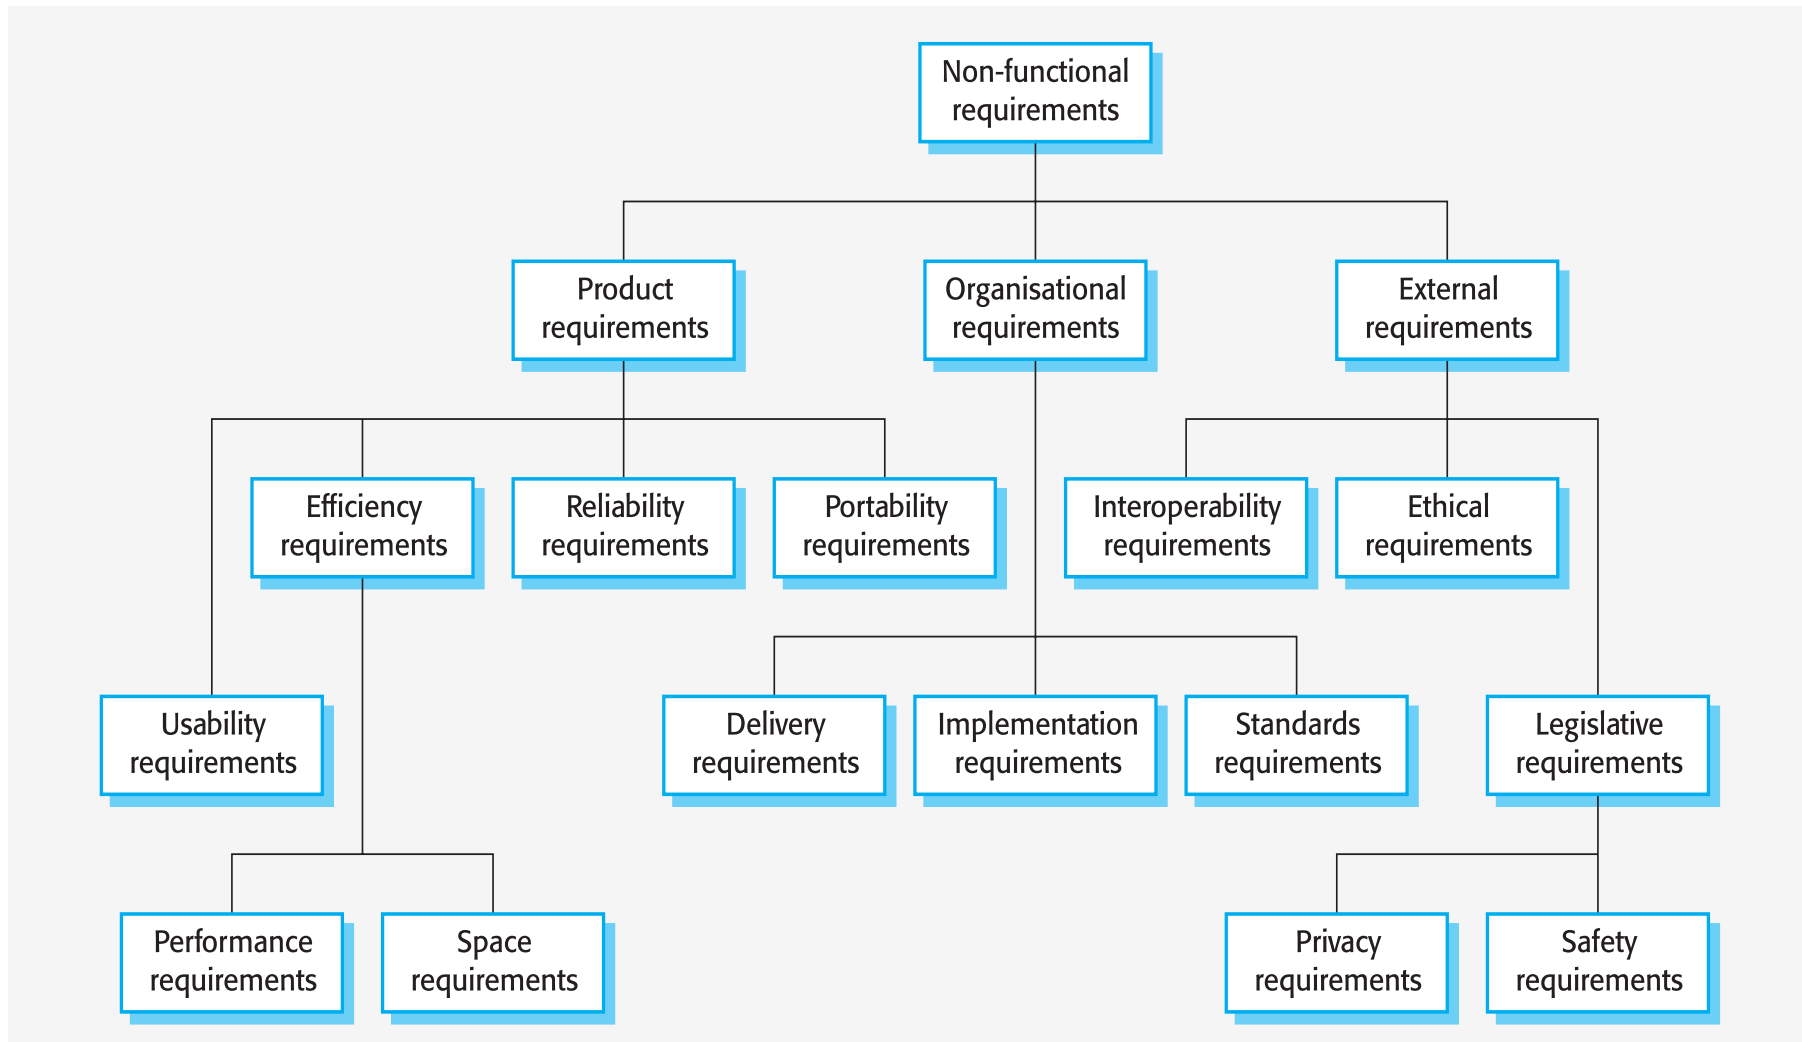 Non-functional
requirements
Product
requirements
Organisational
requirements
External
requirements
Efficiency
requirements
Reliability
requirements
Portability
requirements
Interoperability
requirements
Ethical
requirements
Usability
requirements
Delivery
requirements
Implementation
requirements
Standards
requirements
Legislative
requirements
Performance
requirements
Space
requirements
Privacy
requirements
Safety
requirements